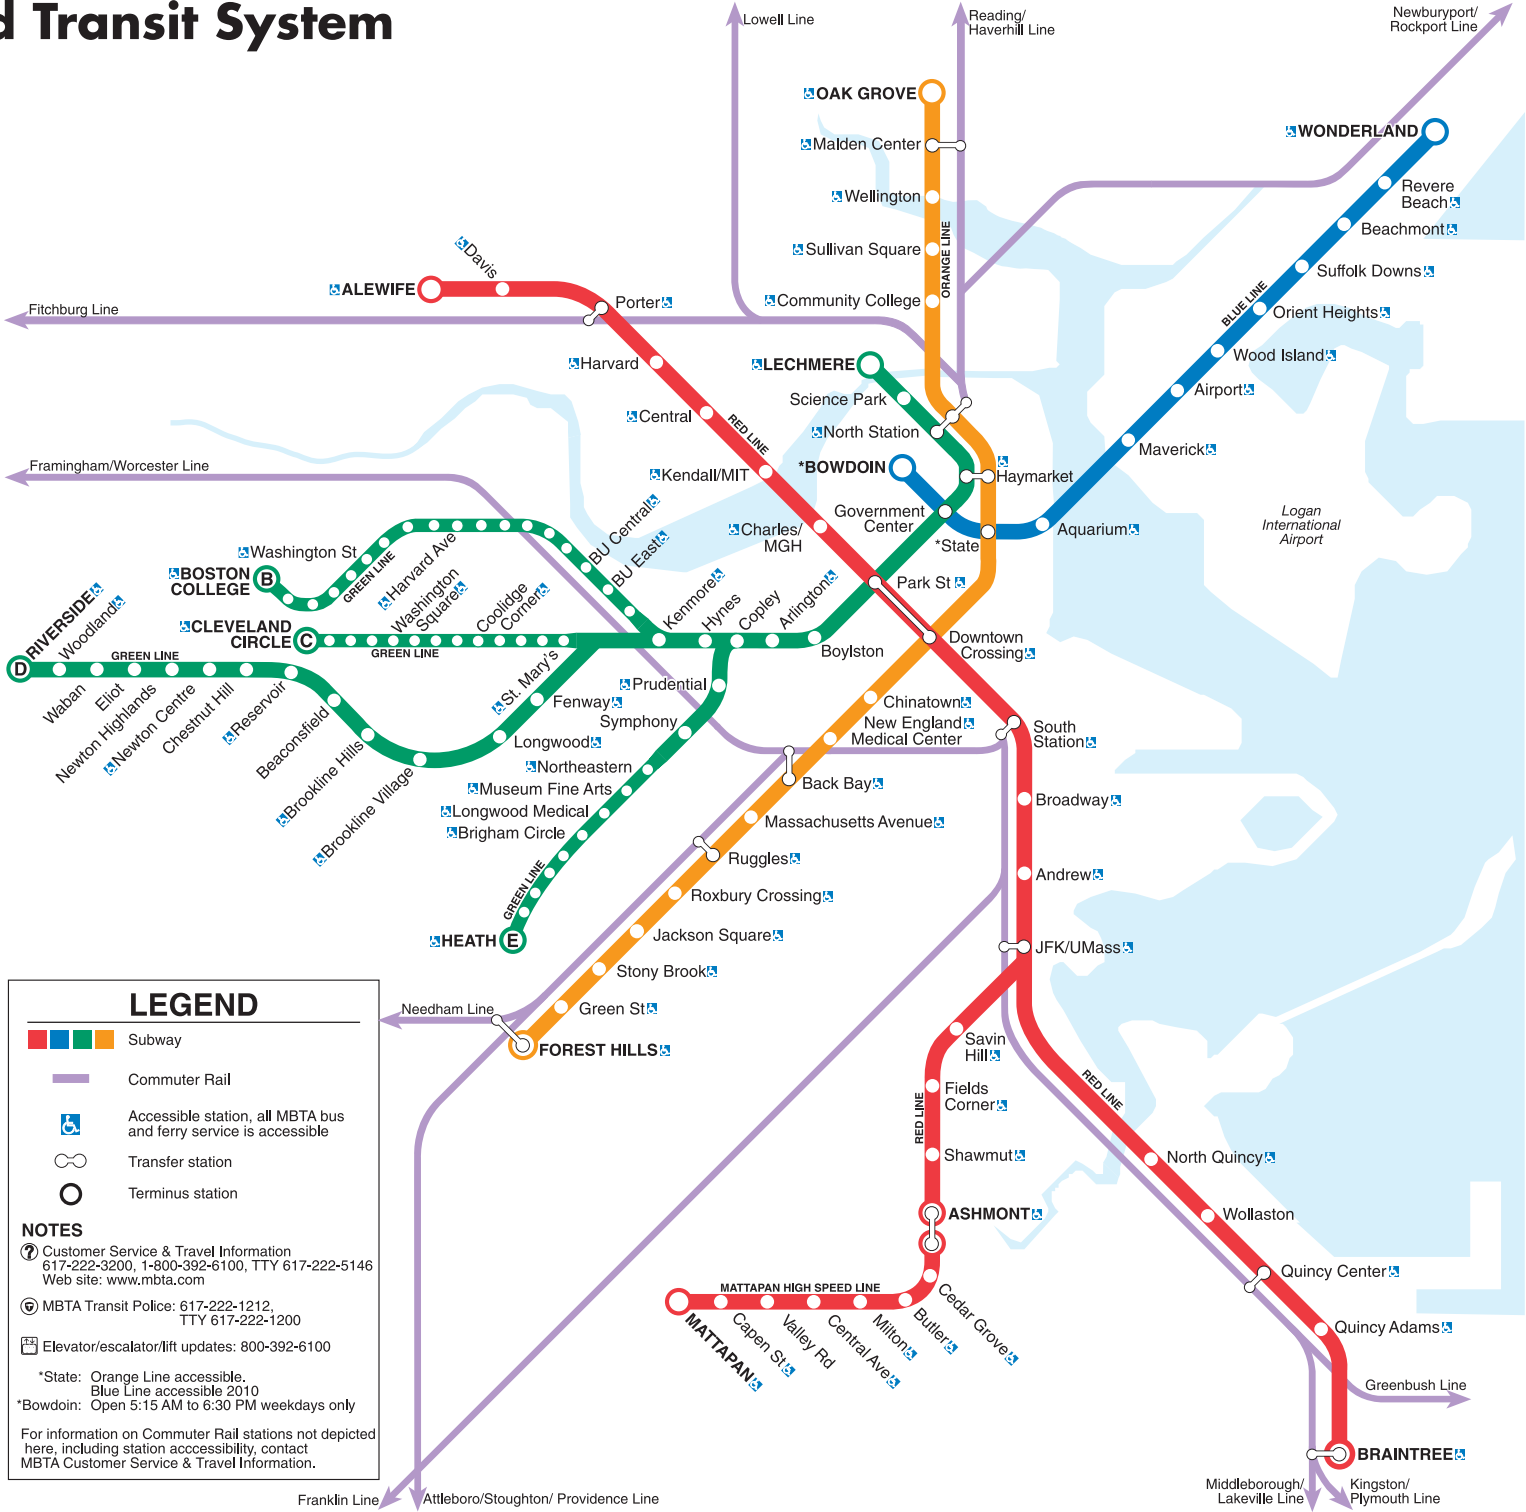 d Transit System
Lowell Line
Reading/
Haverhill Line
Newburyport/
Rockport Line
OAK GROVE
Malden Center
Wellington
Sullivan Square
Community College
ORANGE LINE
WONDERLAND
Revere
Beach
Beachmont
Suffolk Downs
Orient Heights
Wood Island
Airport
Maverick
BLUE LINE
Aquarium
Logan
International
Airport
Davis
ALEWIFE
Porter
Fitchburg Line
Harvard
Central
RED LINE
Kendall/MIT
Charles/
MGH
LECHMERE
Science Park
North Station
*BOWDOIN
Haymarket
Government
Center
*State
Park St
Downtown
Crossing
Framingham/Worcester Line
Washington St
BOSTON
COLLEGE
B
GREEN LINE
Harvard Ave
BU Central
BU East
CLEVELAND
CIRCLE
C
GREEN LINE
Washington
Square
Coolidge
Corner
Kenmore
Hynes
Copley
Arlington
Boylston
D
RIVERSIDE
Woodland
GREEN LINE
Waban
Eliot
Newton Highlands
Newton Centre
Chestnut Hill
Reservoir
Beaconsfield
Brookline Hills
Brookline Village
St. Mary's
Fenway
Longwood
Prudential
Symphony
Northeastern
Museum Fine Arts
Longwood Medical
Brigham Circle
GREEN LINE
HEATH
E
Chinatown
New England
Medical Center
Back Bay
Massachusetts Avenue
Ruggles
Roxbury Crossing
Jackson Square
Stony Brook
Green St
FOREST HILLS
Needham Line
South
Station
Broadway
Andrew
JFK/UMass
Savin
Hill
Fields
Corner
RED LINE
Shawmut
ASHMONT
MATTAPAN HIGH SPEED LINE
Cedar Grove
Butler
Milton
Central Ave
Valley Rd
Capen St
MATTAPAN
RED LINE
North Quincy
Wollaston
Quincy Center
Quincy Adams
Greenbush Line
BRAINTREE
Middleborough/
Lakeville Line
Kingston/
Plymouth Line
Franklin Line
Attleboro/Stoughton/ Providence Line
LEGEND
Subway
Commuter Rail
Accessible station, all MBTA bus
and ferry service is accessible
Transfer station
Terminus station
NOTES
? Customer Service & Travel Information
617-222-3200, 1-800-392-6100, TTY 617-222-5146
Web site: www.mbta.com
T MBTA Transit Police: 617-222-1212,
TTY 617-222-1200
Elevator/escalator/lift updates: 800-392-6100
*State: Orange Line accessible.
Blue Line accessible 2010
*Bowdoin: Open 5:15 AM to 6:30 PM weekdays only
For information on Commuter Rail stations not depicted
here, including station acccessibility, contact
MBTA Customer Service & Travel Information.